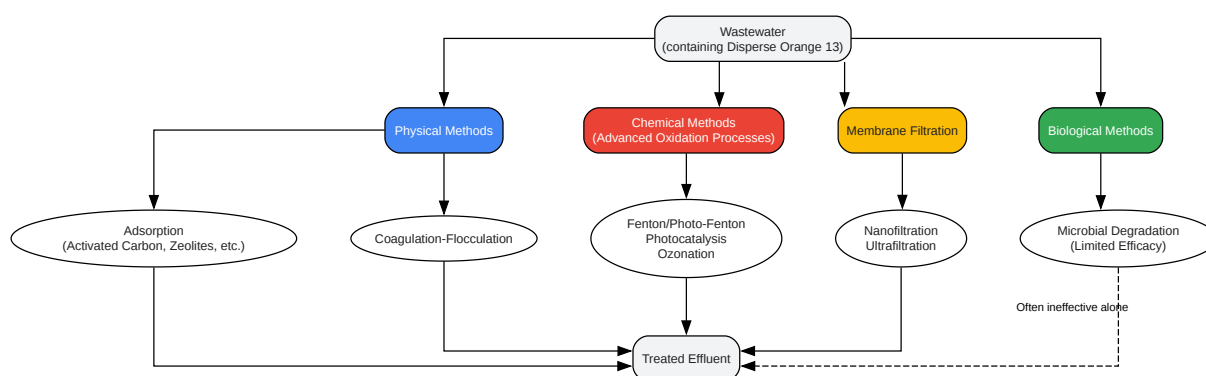 Wastewater
(containing Disperse Orange 13)
Physical Methods
Chemical Methods
(Advanced Oxidation Processes)
Membrane Filtration
Biological Methods
Adsorption
(Activated Carbon, Zeolites, etc.)
Coagulation-Flocculation
Fenton/Photo-Fenton
Photocatalysis
Ozonation
Nanofiltration
Ultrafiltration
Microbial Degradation
(Limited Efficacy)
Often ineffective alone
Treated Effluent